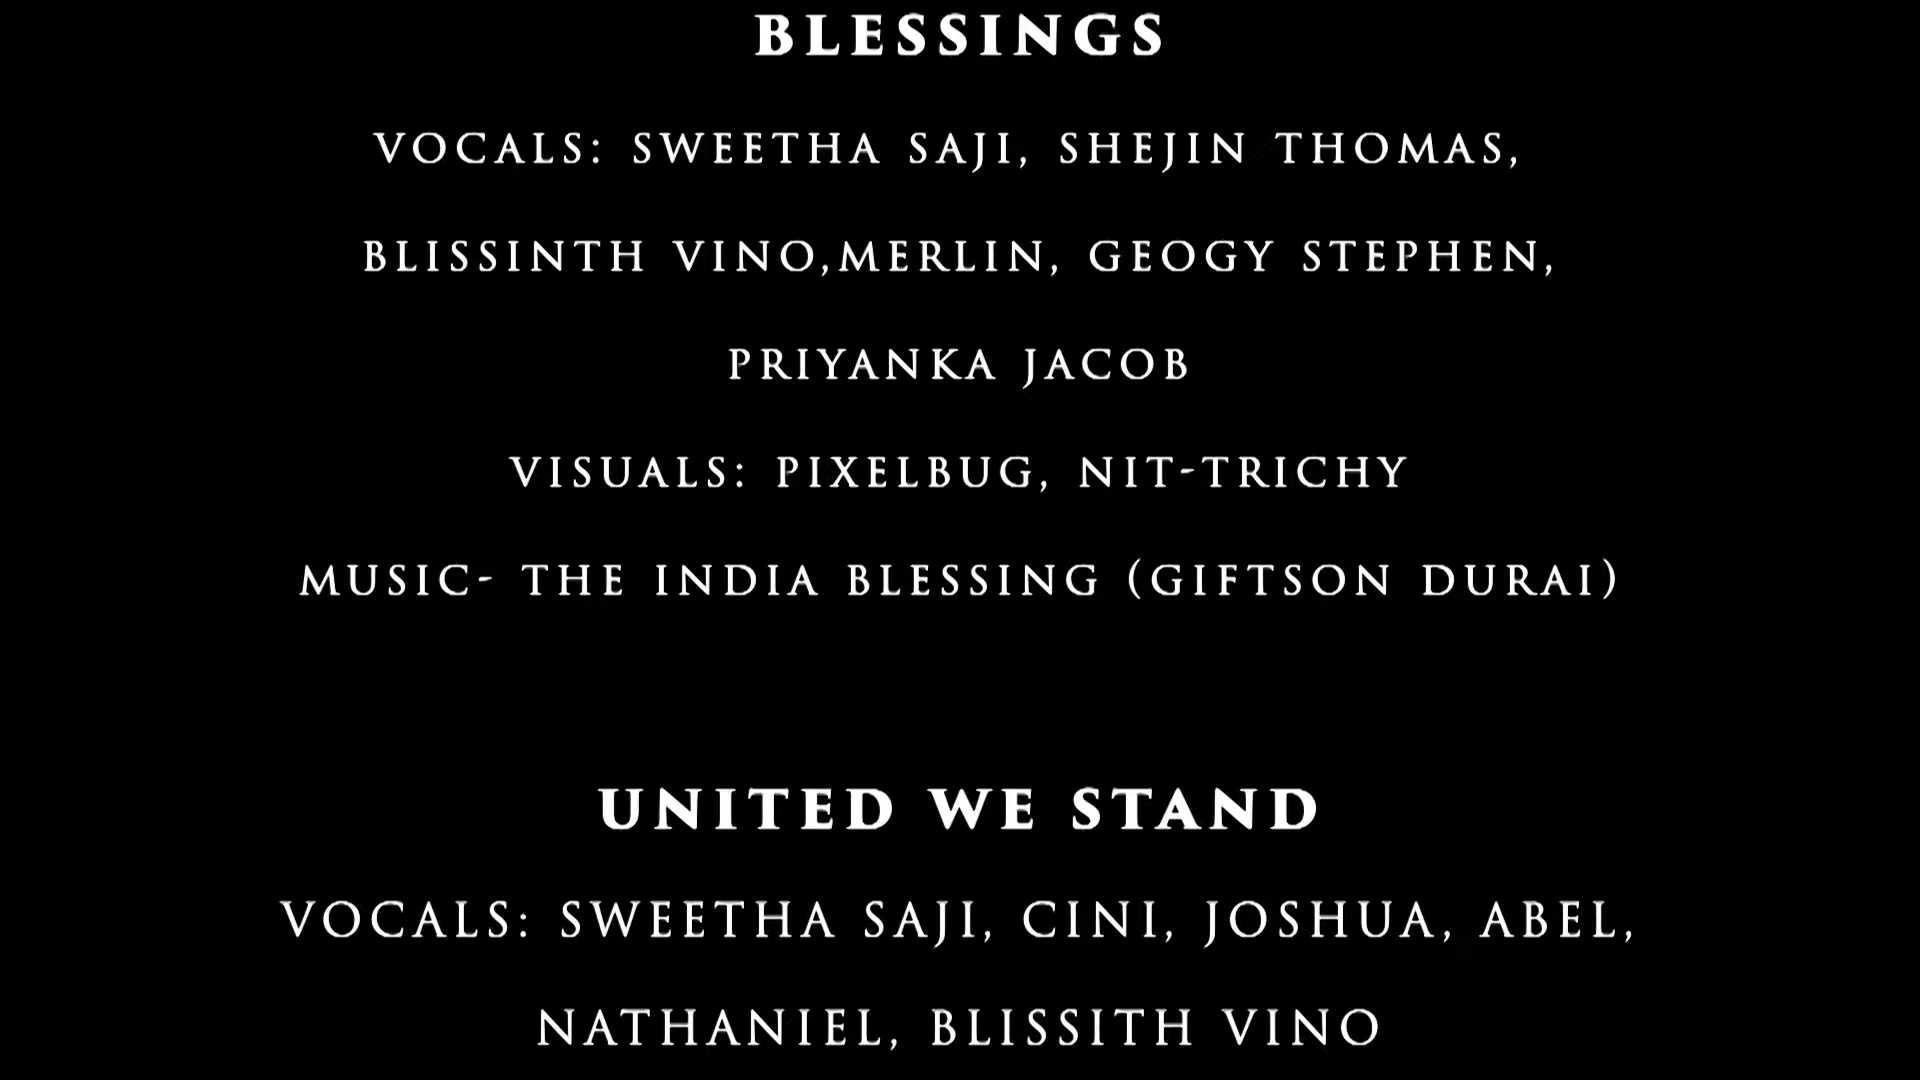 BLESSINGS
VOCALS: SWEETHA SAJI, SHEJIN THOMAS,
BLISSINTH VINO,MERLIN, GEOGY STEPHEN,
PRIYANKA JACOB
VISUALS: PIXELBUG, NIT-TRICHY
MUSIC- THE INDIA BLESSING (GIFTSON DURAI)
UNITED WE STAND
VOCALS: SWEETHA SAJI, CINI, JOSHUA, ABEL,
NATHANIEL, BLISSITH VINO